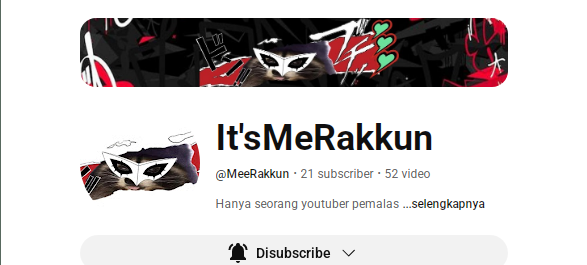 It'sMeRakkun
@MeeRakkun • 21 subscriber • 52 video
Hanya seorang youtuber pemalas ...selengkapnya
Disubscribe